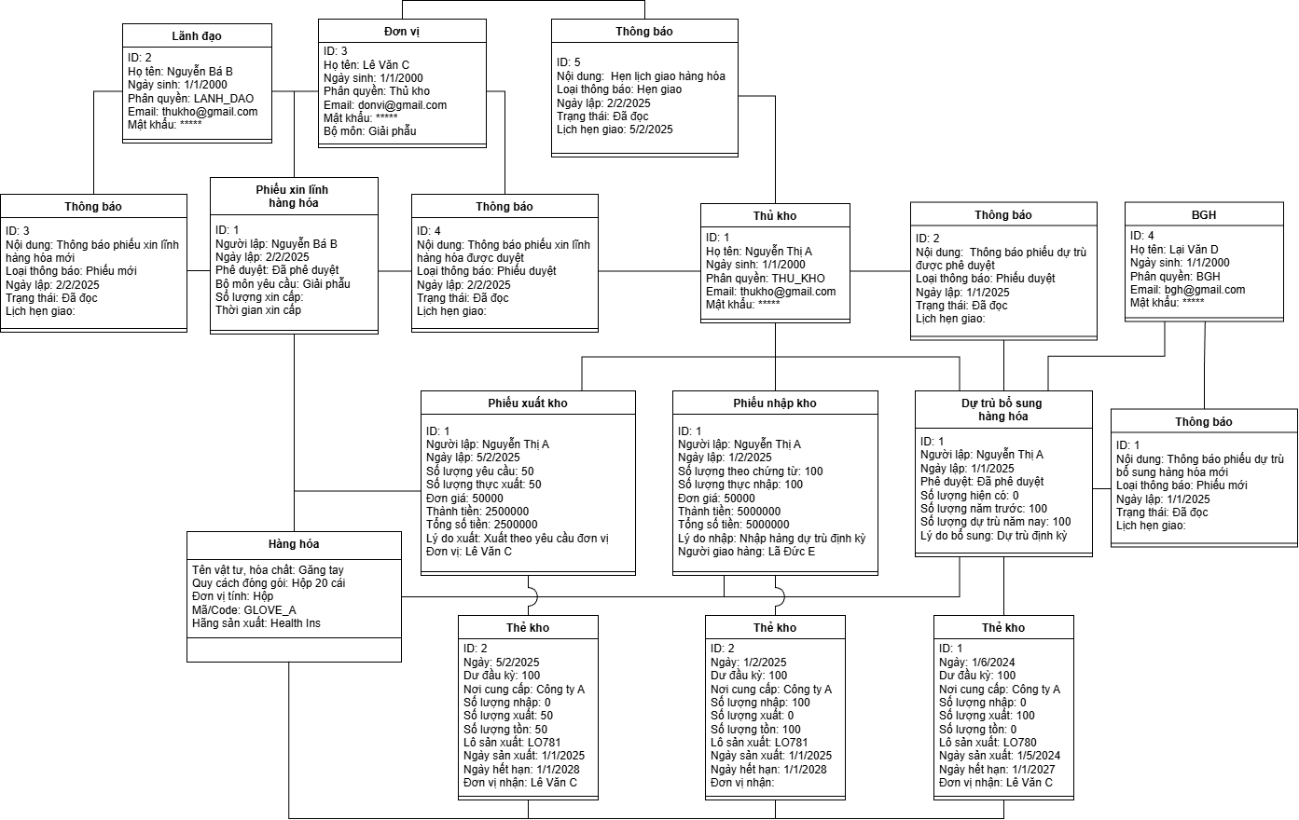 Lãnh đạo
ID: 2
Họ tên: Nguyễn Bá B
Ngày sinh: 1/1/2000
Phân quyền: LANH_DAO
Email: thukho@gmail.com
Mật khẩu: *****
Đơn vị
ID: 3
Họ tên: Lê Văn C
Ngày sinh: 1/1/2000
Phân quyền: Thủ kho
Email: donvi@gmail.com
Mật khẩu: *****
Bộ môn: Giải phẫu
Thông báo
ID: 5
Nội dung: Hẹn lịch giao hàng hóa
Loại thông báo: Hẹn giao
Ngày lập: 2/2/2025
Trạng thái: Đã đọc
Lịch hẹn giao: 5/2/2025
Thông báo
ID: 3
Nội dung: Thông báo phiếu xin lĩnh
hàng hóa mới
Loại thông báo: Phiếu mới
Ngày lập: 2/2/2025
Trạng thái: Đã đọc
Lịch hẹn giao:
Phiếu xin lĩnh
hàng hóa
ID: 1
Người lập: Nguyễn Bá B
Ngày lập: 2/2/2025
Phê duyệt: Đã phê duyệt
Bộ môn yêu cầu: Giải phẫu
Số lượng xin cấp:
Thời gian xin cấp
Thông báo
ID: 4
Nội dung: Thông báo phiếu xin lĩnh
hàng hóa được duyệt
Loại thông báo: Phiếu duyệt
Ngày lập: 2/2/2025
Trạng thái: Đã đọc
Lịch hẹn giao:
Thủ kho
ID: 1
Họ tên: Nguyễn Thị A
Ngày sinh: 1/1/2000
Phân quyền: THU_KHO
Email: thukho@gmail.com
Mật khẩu: *****
Thông báo
ID: 2
Nội dung: Thông báo phiếu dự trù
được phê duyệt
Loại thông báo: Phiếu duyệt
Ngày lập: 1/1/2025
Trạng thái: Đã đọc
Lịch hẹn giao:
BGH
ID: 4
Họ tên: Lại Văn D
Ngày sinh: 1/1/2000
Phân quyền: BGH
Email: bgh@gmail.com
Mật khẩu: *****
Phiếu xuất kho
ID: 1
Người lập: Nguyễn Thị A
Ngày lập: 5/2/2025
Số lượng yêu cầu: 50
Số lượng thực xuất: 50
Đơn giá: 50000
Thành tiền: 2500000
Tổng số tiền: 2500000
Lý do xuất: Xuất theo yêu cầu đơn vị
Đơn vị: Lê Văn C
Phiếu nhập kho
ID: 1
Người lập: Nguyễn Thị A
Ngày lập: 1/2/2025
Số lượng theo chứng từ: 100
Số lượng thực nhập: 100
Đơn giá: 50000
Thành tiền: 5000000
Tổng số tiền: 5000000
Lý do nhập: Nhập hàng dự trù định kỳ
Người giao hàng: Lã Đức E
Dự trù bổ sung
hàng hóa
ID: 1
Người lập: Nguyễn Thị A
Ngày lập: 1/1/2025
Phê duyệt: Đã phê duyệt
Số lượng hiện có: 0
Số lượng năm trước: 100
Số lượng dự trù năm nay: 100
Lý do bổ sung: Dự trù định kỳ
Thông báo
ID: 1
Nội dung: Thông báo phiếu dự trù
bổ sung hàng hóa mới
Loại thông báo: Phiếu mới
Ngày lập: 1/1/2025
Trạng thái: Đã đọc
Lịch hẹn giao:
Hàng hóa
Tên vật tư, hóa chất: Găng tay
Quy cách đóng gói: Hộp 20 cái
Đơn vị tính: Hộp
Mã/Code: GLOVE_A
Hãng sản xuất: Health Ins
Thẻ kho
ID: 2
Ngày: 5/2/2025
Dư đầu kỳ: 100
Nơi cung cấp: Công ty A
Số lượng nhập: 0
Số lượng xuất: 50
Số lượng tồn: 50
Lô sản xuất: LO781
Ngày sản xuất: 1/1/2025
Ngày hết hạn: 1/1/2028
Đơn vị nhận: Lê Văn C
Thẻ kho
ID: 2
Ngày: 1/2/2025
Dư đầu kỳ: 100
Nơi cung cấp: Công ty A
Số lượng nhập: 100
Số lượng xuất: 0
Số lượng tồn: 100
Lô sản xuất: LO781
Ngày sản xuất: 1/1/2025
Ngày hết hạn: 1/1/2028
Đơn vị nhận:
Thẻ kho
ID: 1
Ngày: 1/6/2024
Dư đầu kỳ: 100
Nơi cung cấp: Công ty A
Số lượng nhập: 0
Số lượng xuất: 100
Số lượng tồn: 0
Lô sản xuất: LO780
Ngày sản xuất: 1/5/2024
Ngày hết hạn: 1/1/2027
Đơn vị nhận: Lê Văn C